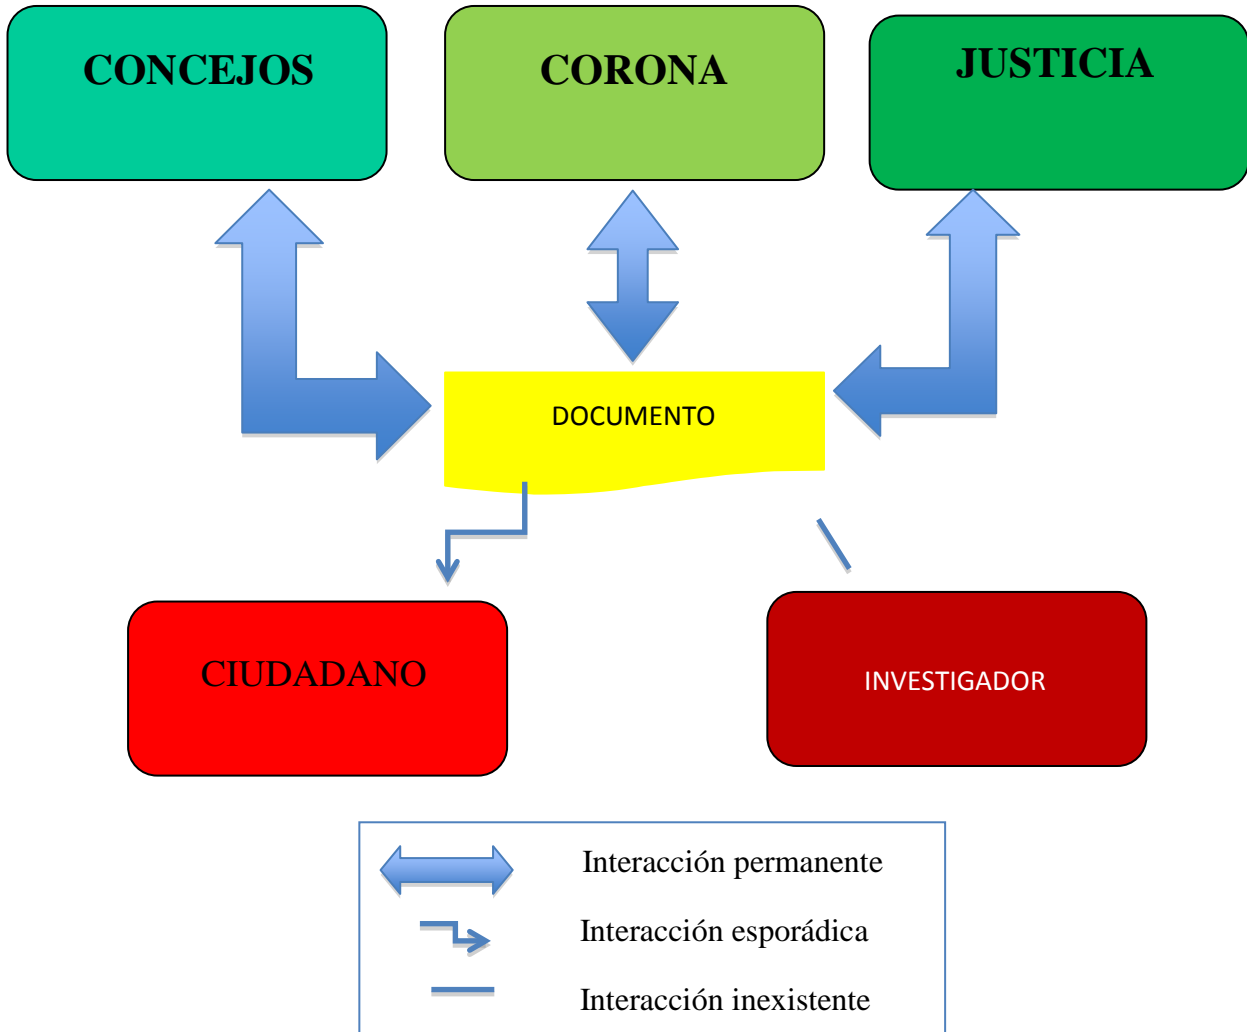 CONCEJOS
CORONA
JUSTICIA
DOCUMENTO
CIUDADANO
INVESTIGADOR
Interacción permanente
Interacción esporádica
Interacción inexistente